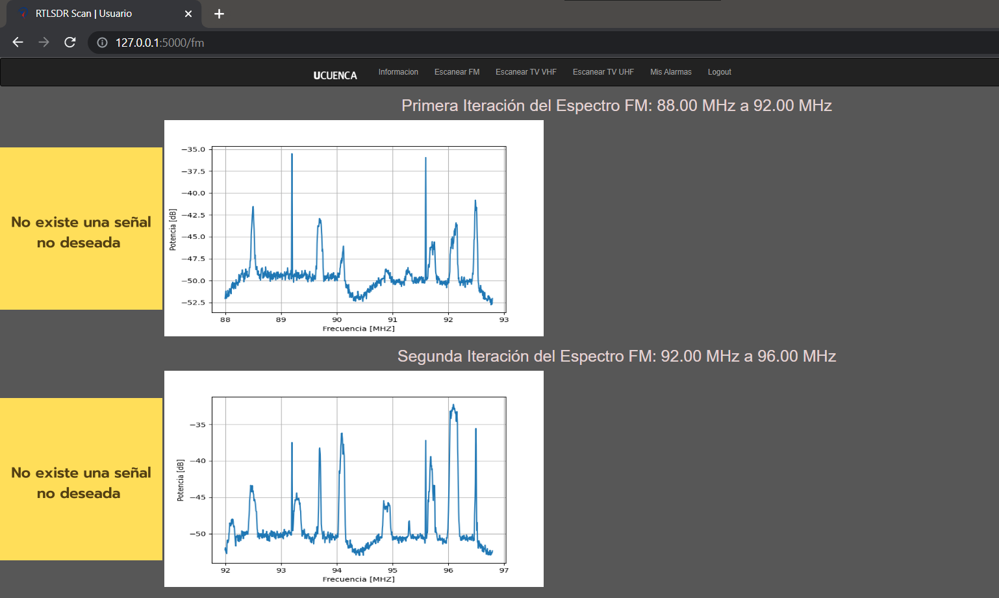 RTLSDR Scan | Usuario
127.0.0.1:5000/fm
UCUENCA Informacion Escanear FM Escanear TV VHF Escanear TV UHF Mis Alarmas Logout
Primera Iteración del Espectro FM: 88.00 MHz a 92.00 MHz
No existe una señal
no deseada
Potencia [dB]
−35.0
−37.5
−40.0
−42.5
−45.0
−47.5
−50.0
−52.5
88 89 90 91 92 93
Frecuencia [MHZ]
Segunda Iteración del Espectro FM: 92.00 MHz a 96.00 MHz
No existe una señal
no deseada
Potencia [dB]
−35
−40
−45
−50
92 93 94 95 96 97
Frecuencia [MHZ]